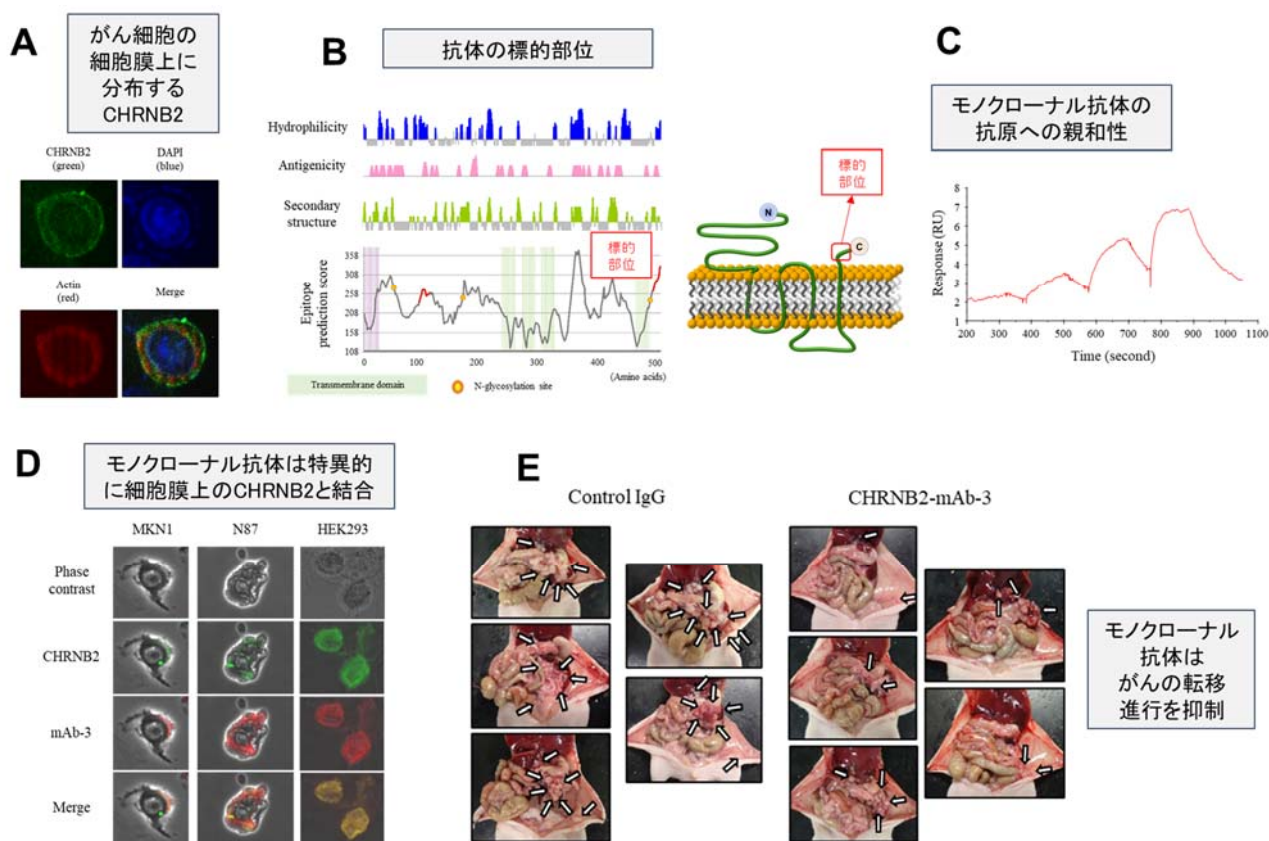 A
がん細胞の
細胞膜上に
分布する
CHRNB2
CHRNB2
(green)
DAPI
(blue)
Actin
(red)
Merge
B
抗体の標的部位
Hydrophilicity
Antigenicity
Secondary
structure
Epitope
prediction score
358
308
258
208
158
108
0
100
200
300
400
500
(Amino acids)
標的
部位
Transmembrane domain
N-glycosylation site
標的
部位
N
C
C
モノクローナル抗体の
抗原への親和性
Response (RU)
8
7
6
5
4
3
2
1
200
300
400
500
600
700
800
900
1000
1100
Time (second)
D
モノクローナル抗体は特異的
に細胞膜上のCHRNB2と結合
MKN1
N87
HEK293
Phase
contrast
CHRNB2
mAb-3
Merge
E
Control IgG
CHRNB2-mAb-3
モノクローナル
抗体は
がんの転移
進行を抑制